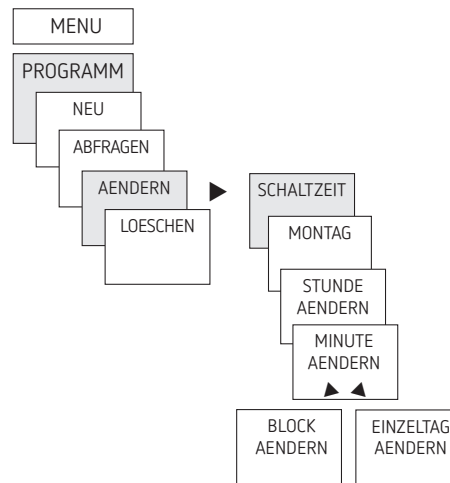 MENU
PROGRAMM
NEU
ABFRAGEN
AENDERN
LOESCHEN
SCHALTZEIT
MONTAG
STUNDE
AENDERN
MINUTE
AENDERN
BLOCK
AENDERN
EINZELTAG
AENDERN